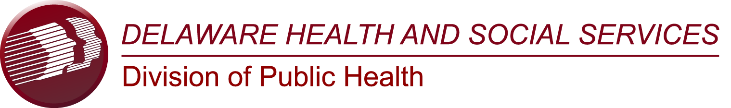 DELAWARE HEALTH AND SOCIAL SERVICES
Division of Public Health